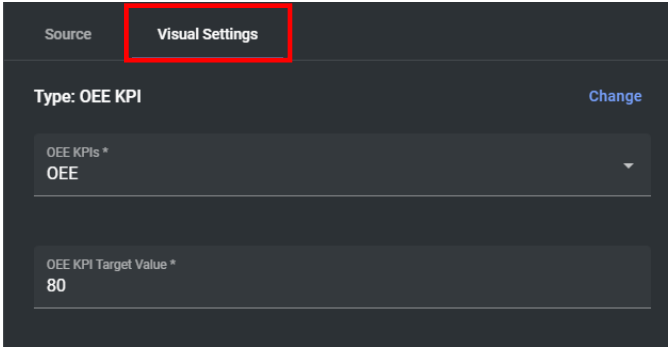 Source Visual Settings
Type: OEE KPI Change
OEE KPIs *
OEE
OEE KPI Target Value *
80